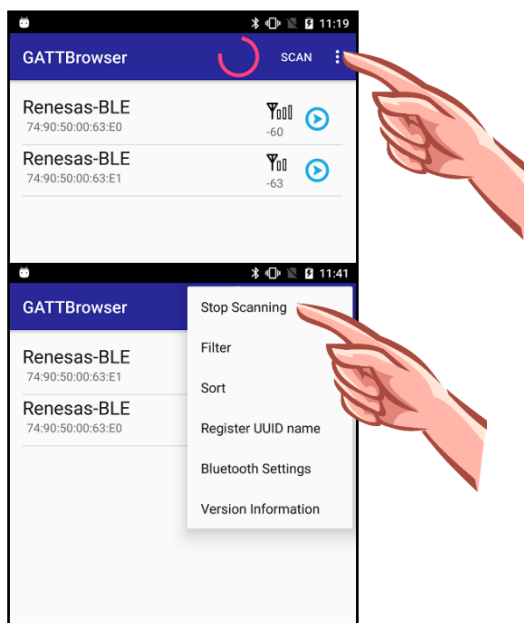 11:19
GATTBrowser SCAN
Renesas-BLE
74:90:50:00:63:E0
-60
Renesas-BLE
74:90:50:00:63:E1
-63
11:41
GATTBrowser
Stop Scanning
Renesas-BLE
74:90:50:00:63:E1
Filter
Sort
Renesas-BLE
74:90:50:00:63:E0
Register UUID name
Bluetooth Settings
Version Information